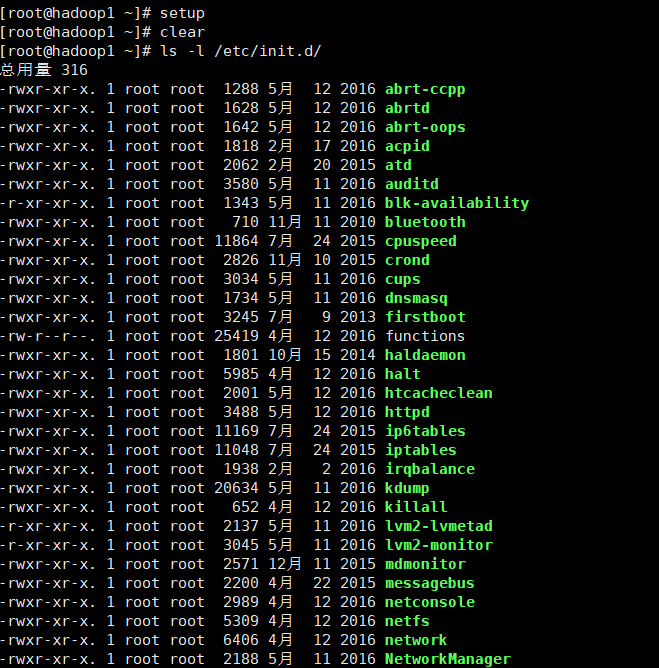 [root@hadoop1 ~]# setup
[root@hadoop1 ~]# clear
[root@hadoop1 ~]# ls -l /etc/init.d/
总用量 316
-rwxr-xr-x. 1 root root  1288 5月  12 2016 abrt-ccpp
-rwxr-xr-x. 1 root root  1628 5月  12 2016 abrtd
-rwxr-xr-x. 1 root root  1642 5月  12 2016 abrt-oops
-rwxr-xr-x. 1 root root  1818 2月  17 2016 acpid
-rwxr-xr-x. 1 root root  2062 2月  20 2015 atd
-rwxr-xr-x. 1 root root  3580 5月  11 2016 auditd
-r-xr-xr-x. 1 root root  1343 5月  11 2016 blk-availability
-rwxr-xr-x. 1 root root   710 11月 11 2010 bluetooth
-rwxr-xr-x. 1 root root 11864 7月  24 2015 cpuspeed
-rwxr-xr-x. 1 root root  2826 11月 10 2015 crond
-rwxr-xr-x. 1 root root  3034 5月  11 2016 cups
-rwxr-xr-x. 1 root root  1734 5月  11 2016 dnsmasq
-rwxr-xr-x. 1 root root  3245 7月   9 2013 firstboot
-rw-r--r--. 1 root root 25419 4月  12 2016 functions
-rwxr-xr-x. 1 root root  1801 10月 15 2014 haldaemon
-rwxr-xr-x. 1 root root  5985 4月  12 2016 halt
-rwxr-xr-x. 1 root root  2001 5月  12 2016 htcacheclean
-rwxr-xr-x. 1 root root  3488 5月  12 2016 httpd
-rwxr-xr-x. 1 root root 11169 7月  24 2015 ip6tables
-rwxr-xr-x. 1 root root 11048 7月  24 2015 iptables
-rwxr-xr-x. 1 root root  1938 2月   2 2016 irqbalance
-rwxr-xr-x. 1 root root 20634 5月  11 2016 kdump
-rwxr-xr-x. 1 root root   652 4月  12 2016 killall
-r-xr-xr-x. 1 root root  2137 5月  11 2016 lvm2-lvmetad
-r-xr-xr-x. 1 root root  3045 5月  11 2016 lvm2-monitor
-rwxr-xr-x. 1 root root  2571 12月 11 2015 mdmonitor
-rwxr-xr-x. 1 root root  2200 4月  22 2015 messagebus
-rwxr-xr-x. 1 root root  2989 4月  12 2016 netconsole
-rwxr-xr-x. 1 root root  5309 4月  12 2016 netfs
-rwxr-xr-x. 1 root root  6406 4月  12 2016 network
-rwxr-xr-x. 1 root root  2188 5月  11 2016 NetworkManager